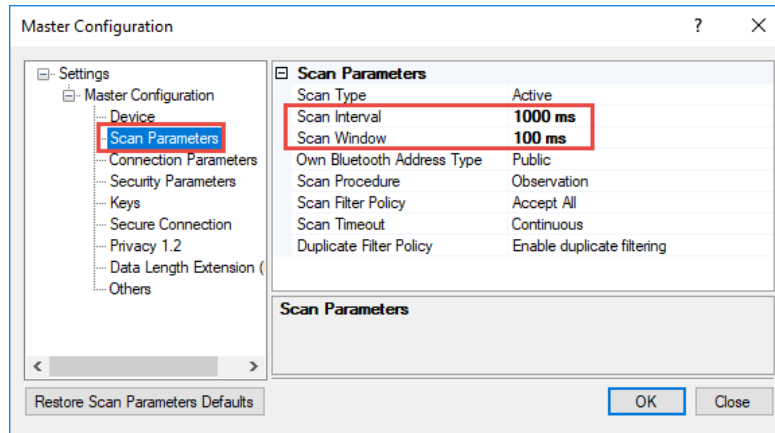 Master Configuration ? ×
Settings
Master Configuration
Device
Scan Parameters
Connection Parameters
Security Parameters
Keys
Secure Connection
Privacy 1.2
Data Length Extension (
Others
Scan Parameters
Scan Type Active
Scan Interval 1000 ms
Scan Window 100 ms
Own Bluetooth Address Type Public
Scan Procedure Observation
Scan Filter Policy Accept All
Scan Timeout Continuous
Duplicate Filter Policy Enable duplicate filtering
Scan Parameters
Restore Scan Parameters Defaults
OK
Close